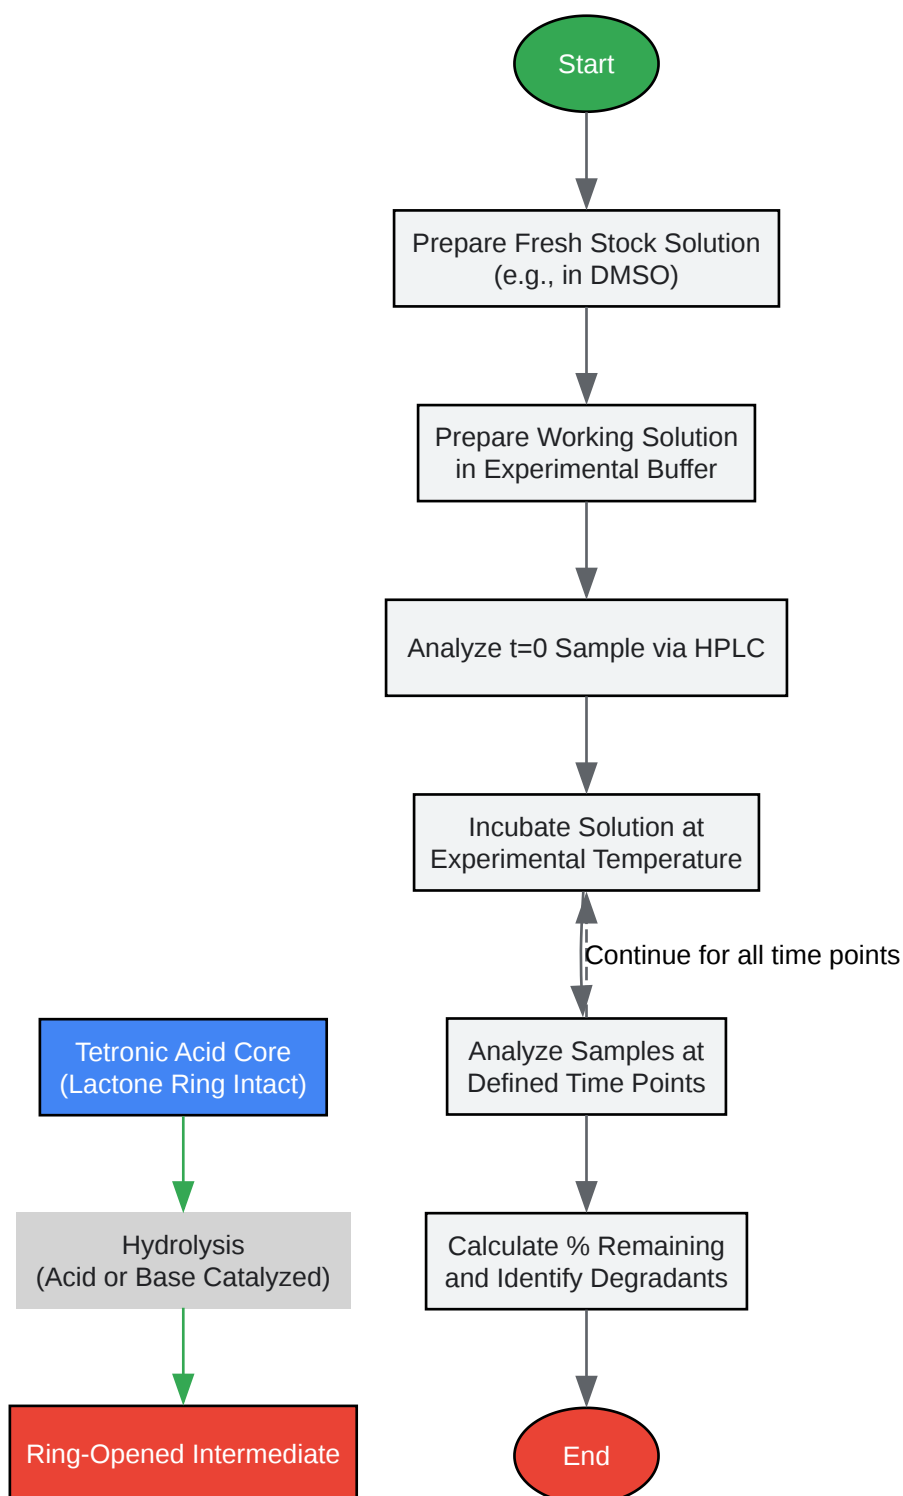 Start
Prepare Fresh Stock Solution
(e.g., in DMSO)
Prepare Working Solution
in Experimental Buffer
Analyze t=0 Sample via HPLC
Incubate Solution at
Experimental Temperature
Continue for all time points
Analyze Samples at
Defined Time Points
Calculate % Remaining
and Identify Degradants
End
Tetronic Acid Core
(Lactone Ring Intact)
Hydrolysis
(Acid or Base Catalyzed)
Ring-Opened Intermediate